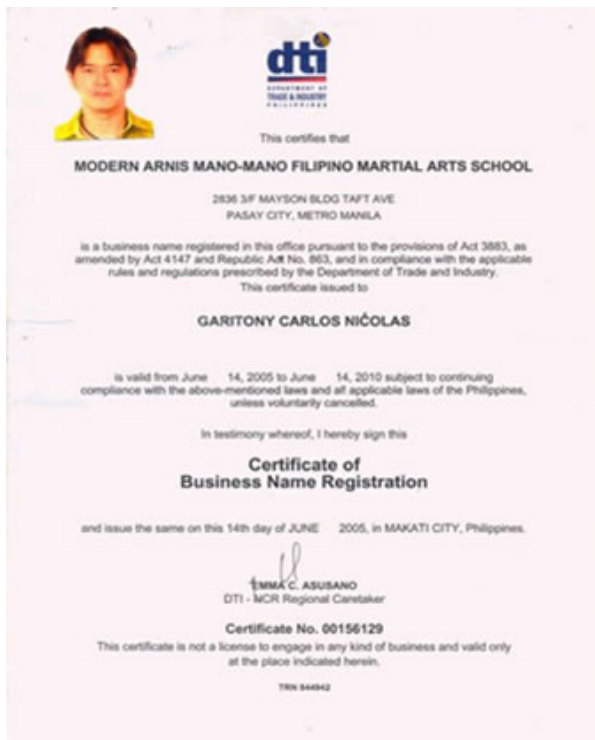 dti
DEPARTMENT OF
TRADE & INDUSTRY
PHILIPPINES
This certifies that
MODERN ARNIS MANO-MANO FILIPINO MARTIAL ARTS SCHOOL
2836 3/F MAYSON BLDG TAFT AVE
PASAY CITY, METRO MANILA
is a business name registered in this office pursuant to the provisions of Act 3883, as
amended by Act 4147 and Republic Act No. 863, and in compliance with the applicable
rules and regulations prescribed by the Department of Trade and Industry.
This certificate issued to
GARITONY CARLOS NICOLAS
is valid from June 14, 2005 to June 14, 2010 subject to continuing
compliance with the above-mentioned laws and all applicable laws of the Philippines,
unless voluntarily cancelled.
In testimony whereof, I hereby sign this
Certificate of
Business Name Registration
and issue the same on this 14th day of JUNE 2005, in MAKATI CITY, Philippines.
EMMA C. ASUSANO
DTI - NCR Regional Caretaker
Certificate No. 00156129
This certificate is not a license to engage in any kind of business and valid only
at the place indicated herein.
TRN 844942